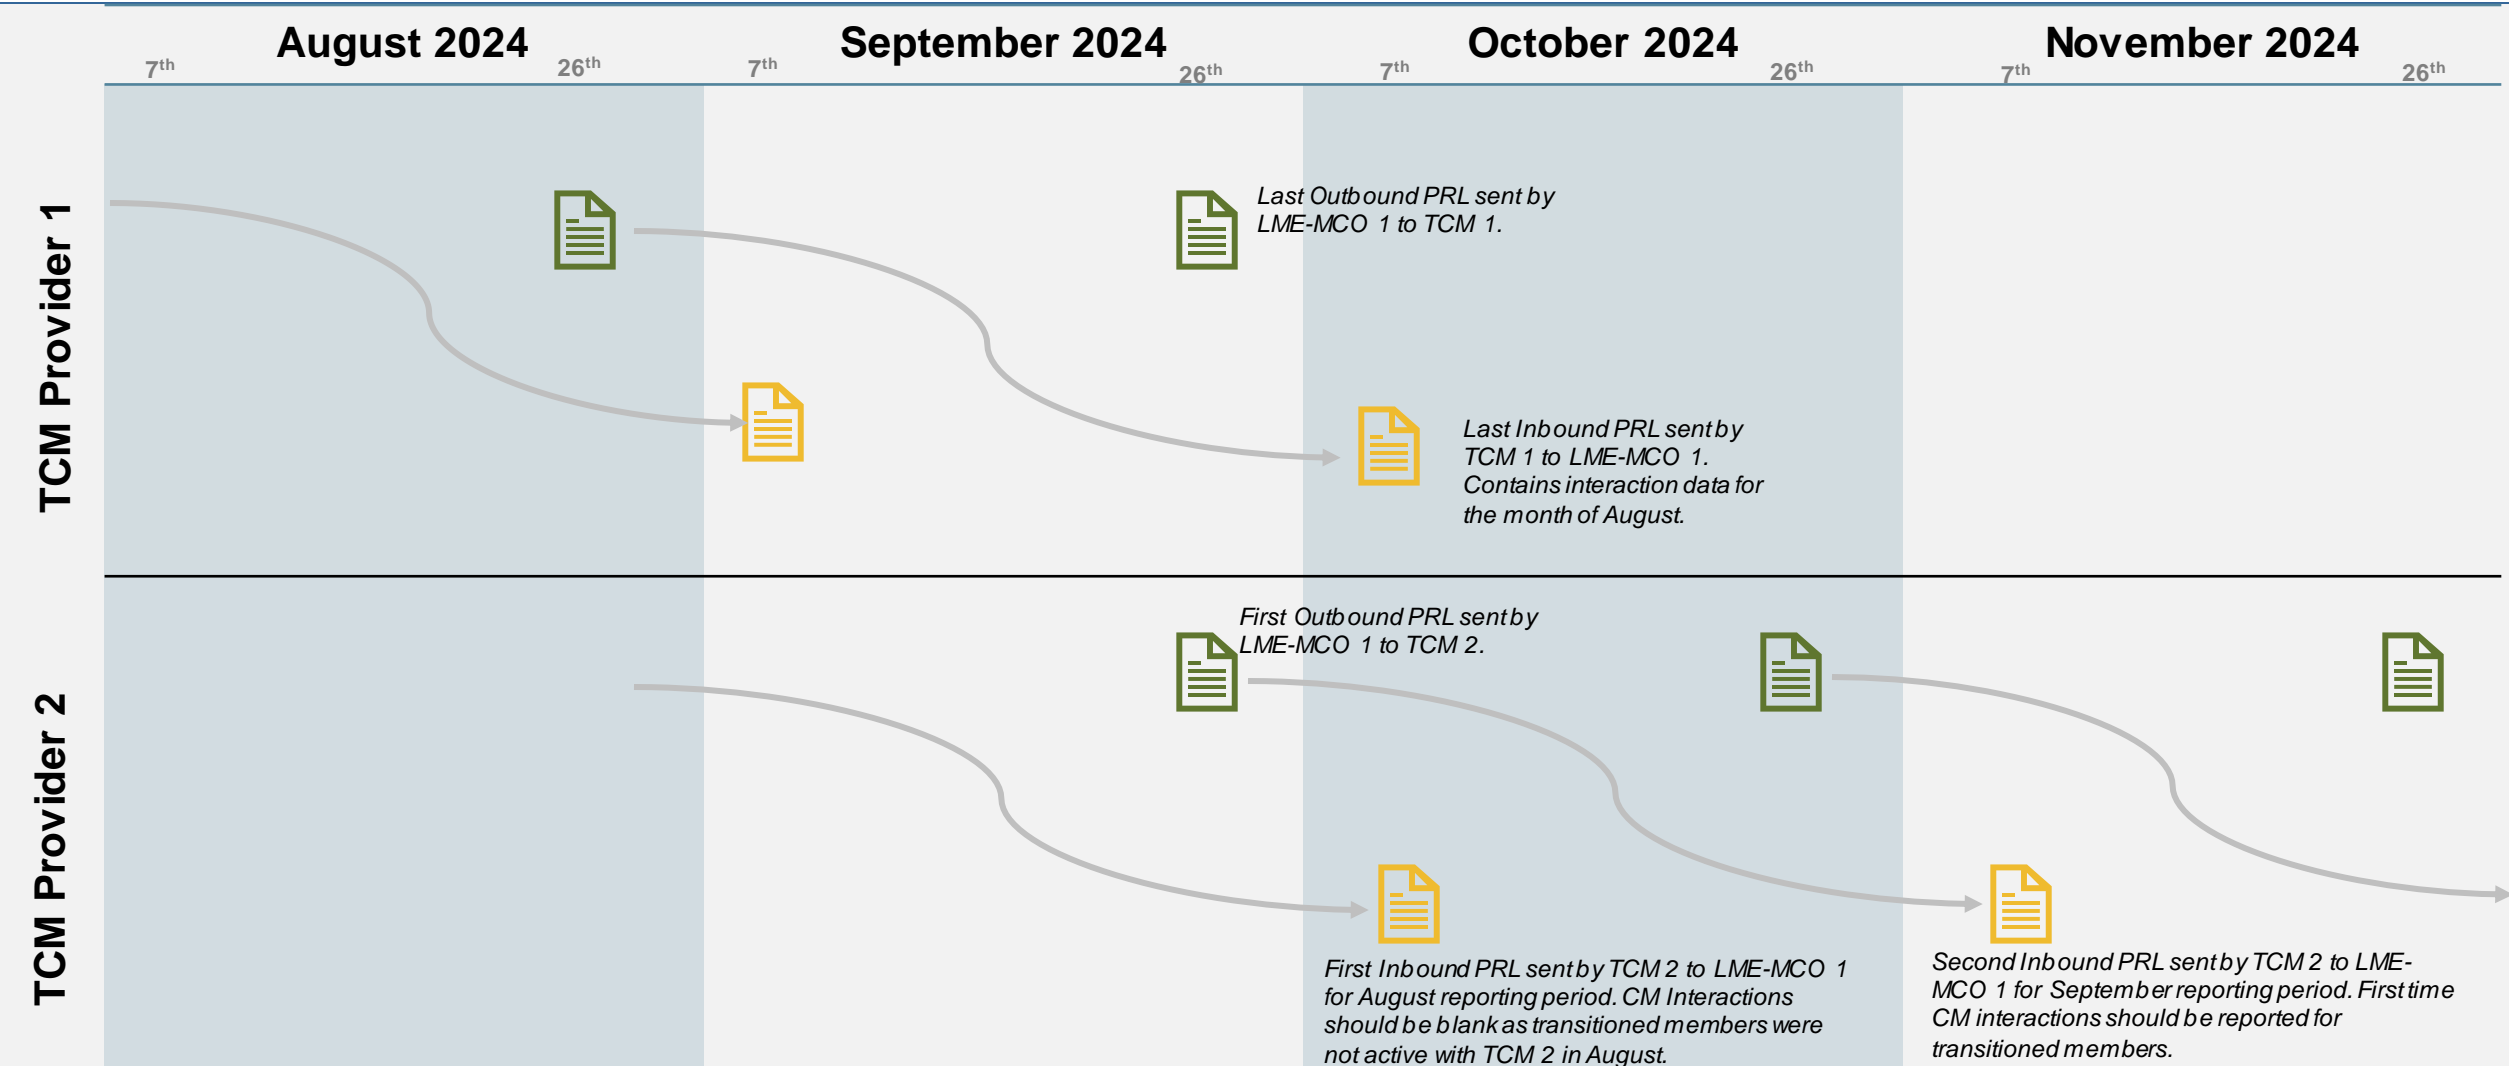 August 2024
September 2024
October 2024
November 2024
7th
26th
7th
26th
7th
26th
7th
26th
TCM Provider 1
Last Outbound PRL sent by
LME-MCO 1 to TCM 1.
Last Inbound PRL sent by
TCM 1 to LME-MCO 1.
Contains interaction data for
the month of August.
TCM Provider 2
First Outbound PRL sent by
LME-MCO 1 to TCM 2.
First Inbound PRL sent by TCM 2 to LME-MCO 1
for August reporting period. CM Interactions
should be blank as transitioned members were
not active with TCM 2 in August.
Second Inbound PRL sent by TCM 2 to LME-
MCO 1 for September reporting period. First time
CM interactions should be reported for
transitioned members.